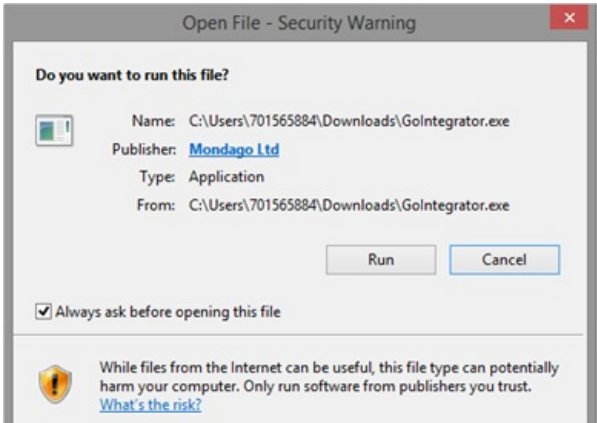 Open File - Security Warning
Do you want to run this file?
Name: C:\Users\701565884\Downloads\GoIntegrator.exe
Publisher: Mondago Ltd
Type: Application
From: C:\Users\701565884\Downloads\GoIntegrator.exe
Run Cancel
Always ask before opening this file
While files from the Internet can be useful, this file type can potentially
harm your computer. Only run software from publishers you trust.
What's the risk?